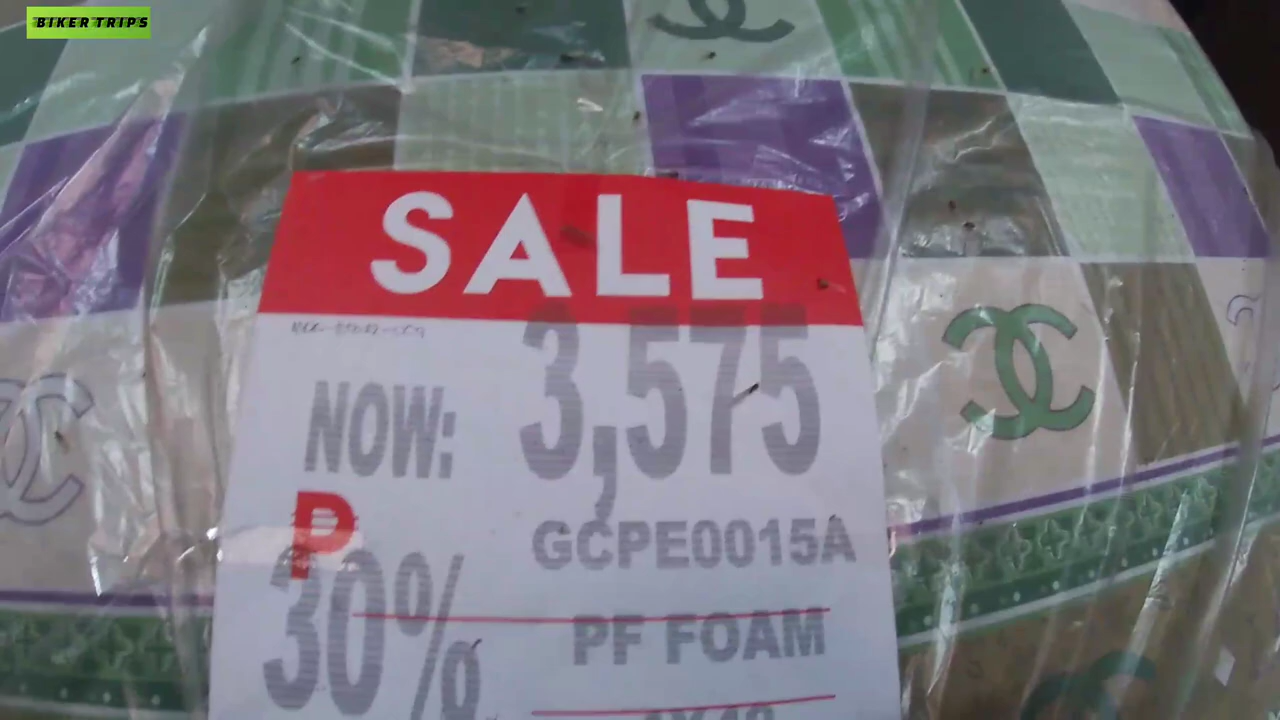 BIKER TRIPS
SALE
NOW: 3,575
₱
GCPE0015A
30%
PF FOAM